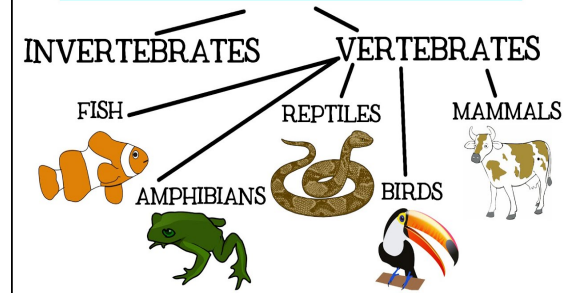 INVERTEBRATES VERTEBRATES
FISH REPTILES MAMMALS
AMPHIBIANS BIRDS